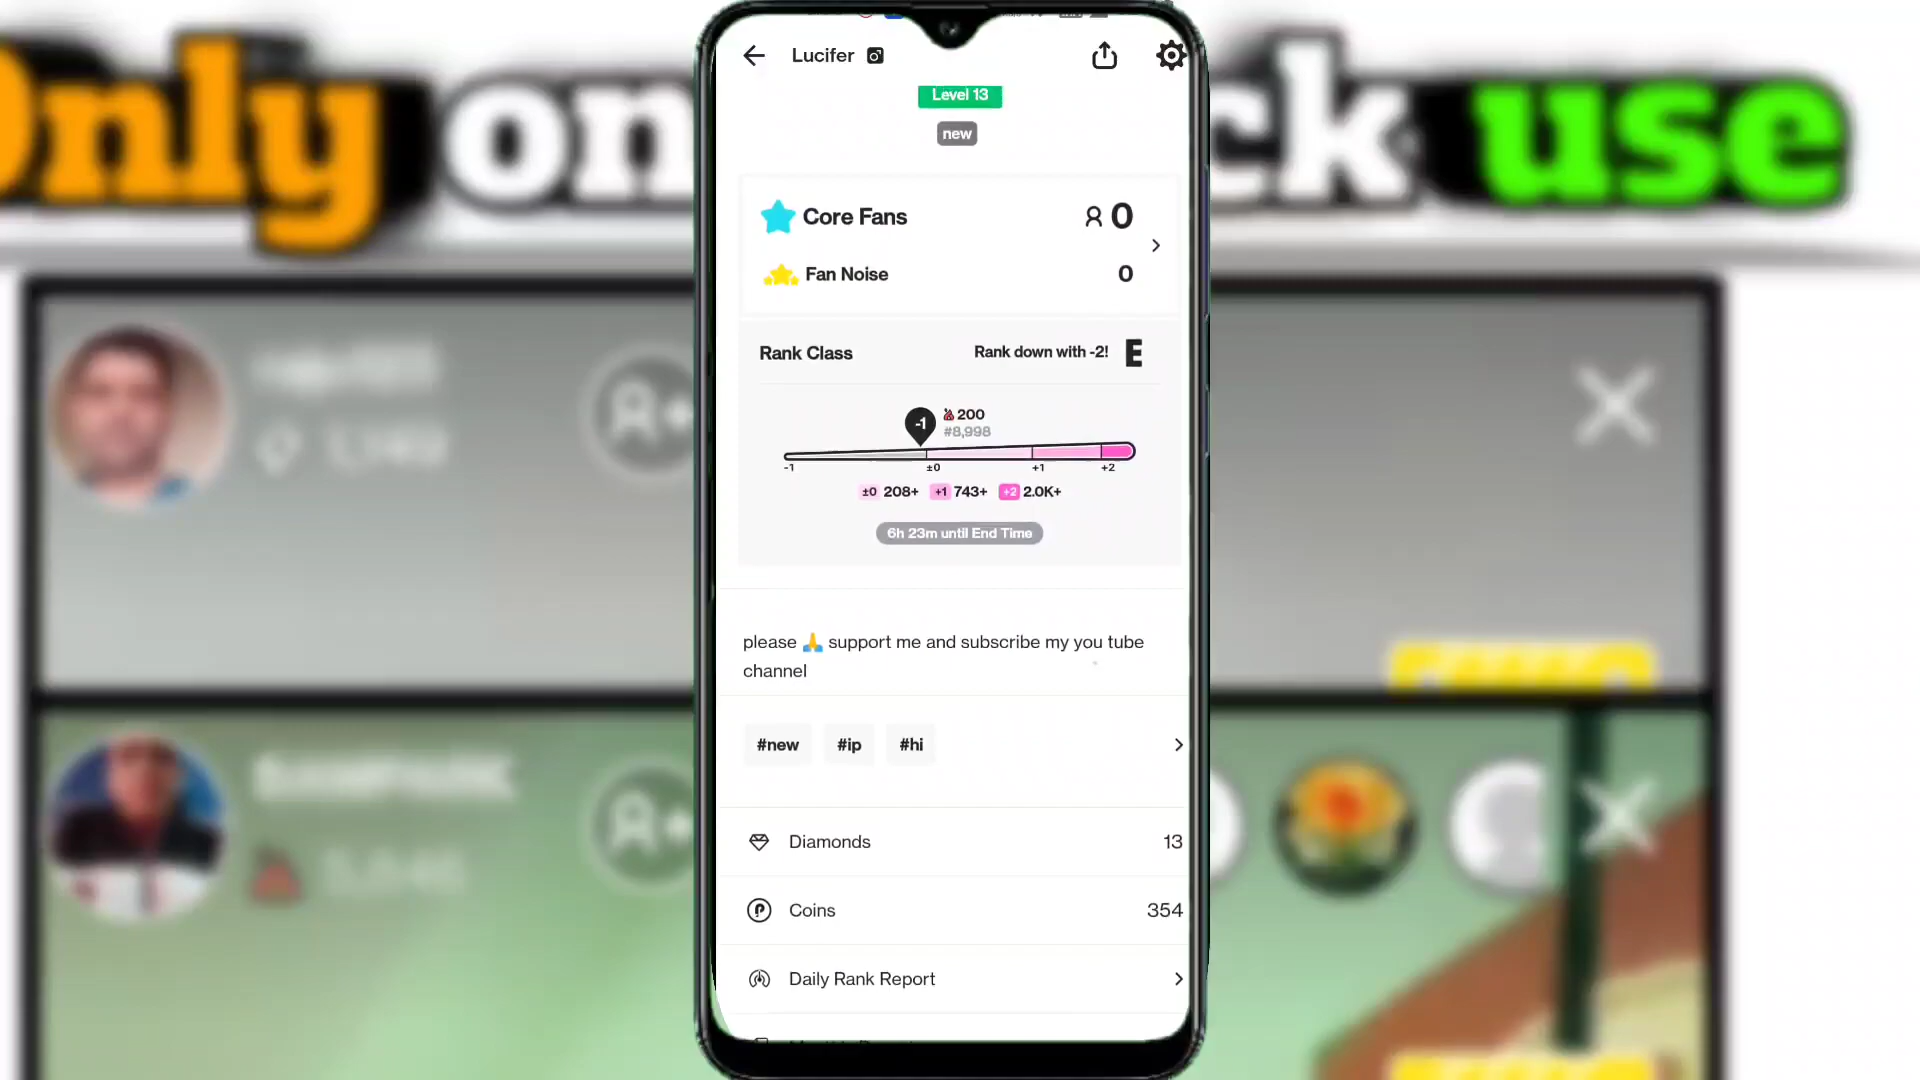 Only on ck use
Lucifer
Level 13
new
Core Fans 0
Fan Noise 0
Rank Class Rank down with -2! E
-1 200
#8,998
-1 ±0 +1 +2
±0 208+ +1 743+ +2 2.0K+
6h 23m until End Time
please 🙏 support me and subscribe my you tube
channel
#new #ip #hi
Diamonds 13
Coins 354
Daily Rank Report